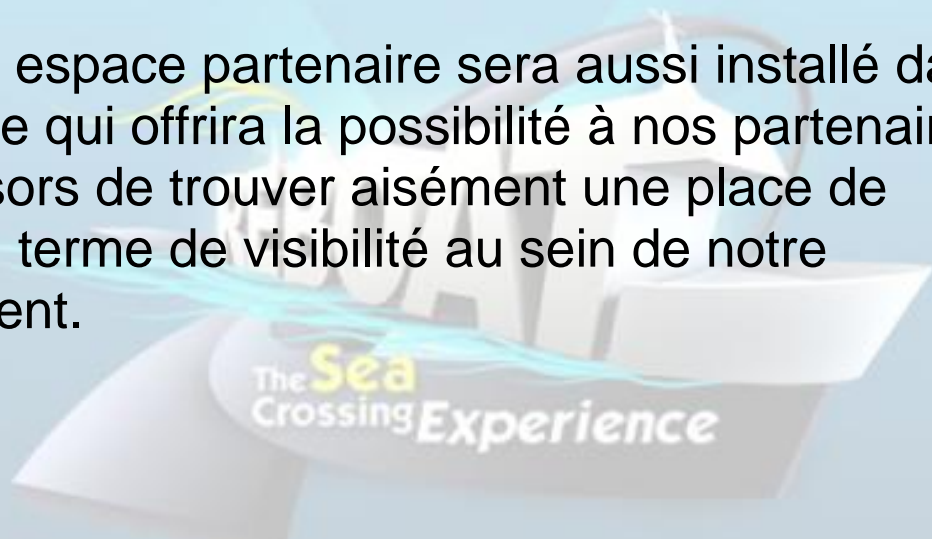 espace partenaire sera aussi installé da
e qui offrira la possibilité à nos partenair
sors de trouver aisément une place de
terme de visibilité au sein de notre
ent.
BOAT
The Sea
Crossing Experience